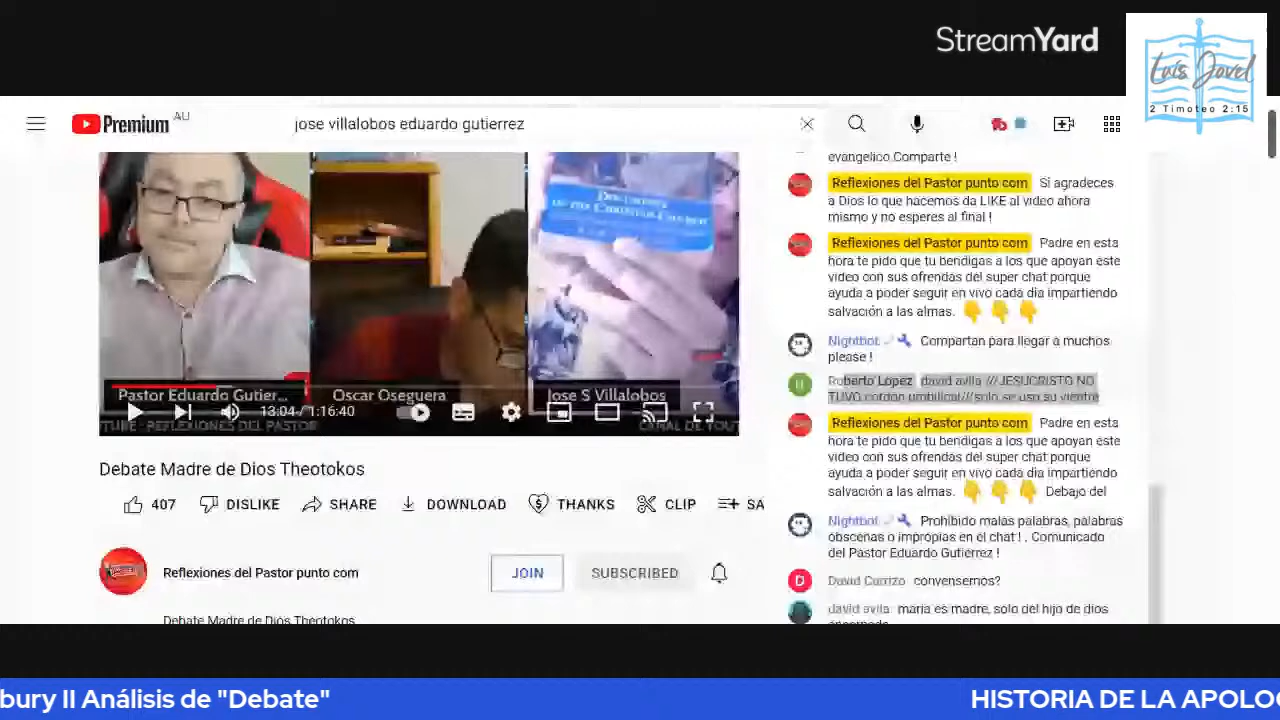 StreamYard
Luis Jovel
2 Timoteo 2:15
Premium AU
jose villalobos eduardo gutierrez
evangelico Comparte !
Reflexiones del Pastor punto com Si agradeces
a Dios lo que hacemos da LIKE al video ahora
mismo y no esperes al final !
Reflexiones del Pastor punto com Padre en esta
hora te pido que tu bendigas a los que apoyan este
video con sus ofrendas del super chat porque
ayuda a poder seguir en vivo cada dia impartiendo
salvación a las almas.
Nightbot Compartan para llegar a muchos
please !
Roberto Lopez david avila ///JESUCRISTO NO
TUVO cordon umbilical///solo se uso su vientre
Reflexiones del Pastor punto com Padre en esta
hora te pido que tu bendigas a los que apoyan este
video con sus ofrendas del super chat porque
ayuda a poder seguir en vivo cada dia impartiendo
salvación a las almas. Debajo del
Nightbot Prohibido malas palabras, palabras
obscenas o impropias en el chat ! , Comunicado
del Pastor Eduardo Gutierrez !
David Carrizo convensernos?
david avila maria es madre, solo del hijo de dios
encarnado
Pastor Eduardo Gutier...
Oscar Oseguera
Jose S Villalobos
13:04 / 1:16:40
TUBE - REFLEXIONES DEL PASTOR
CANAL DE YOUT
Debate Madre de Dios Theotokos
407 DISLIKE SHARE DOWNLOAD THANKS CLIP SA
Reflexiones del Pastor punto com
JOIN SUBSCRIBED
Debate Madre de Dios Theotokos
bury II Análisis de "Debate"
HISTORIA DE LA APOLOG